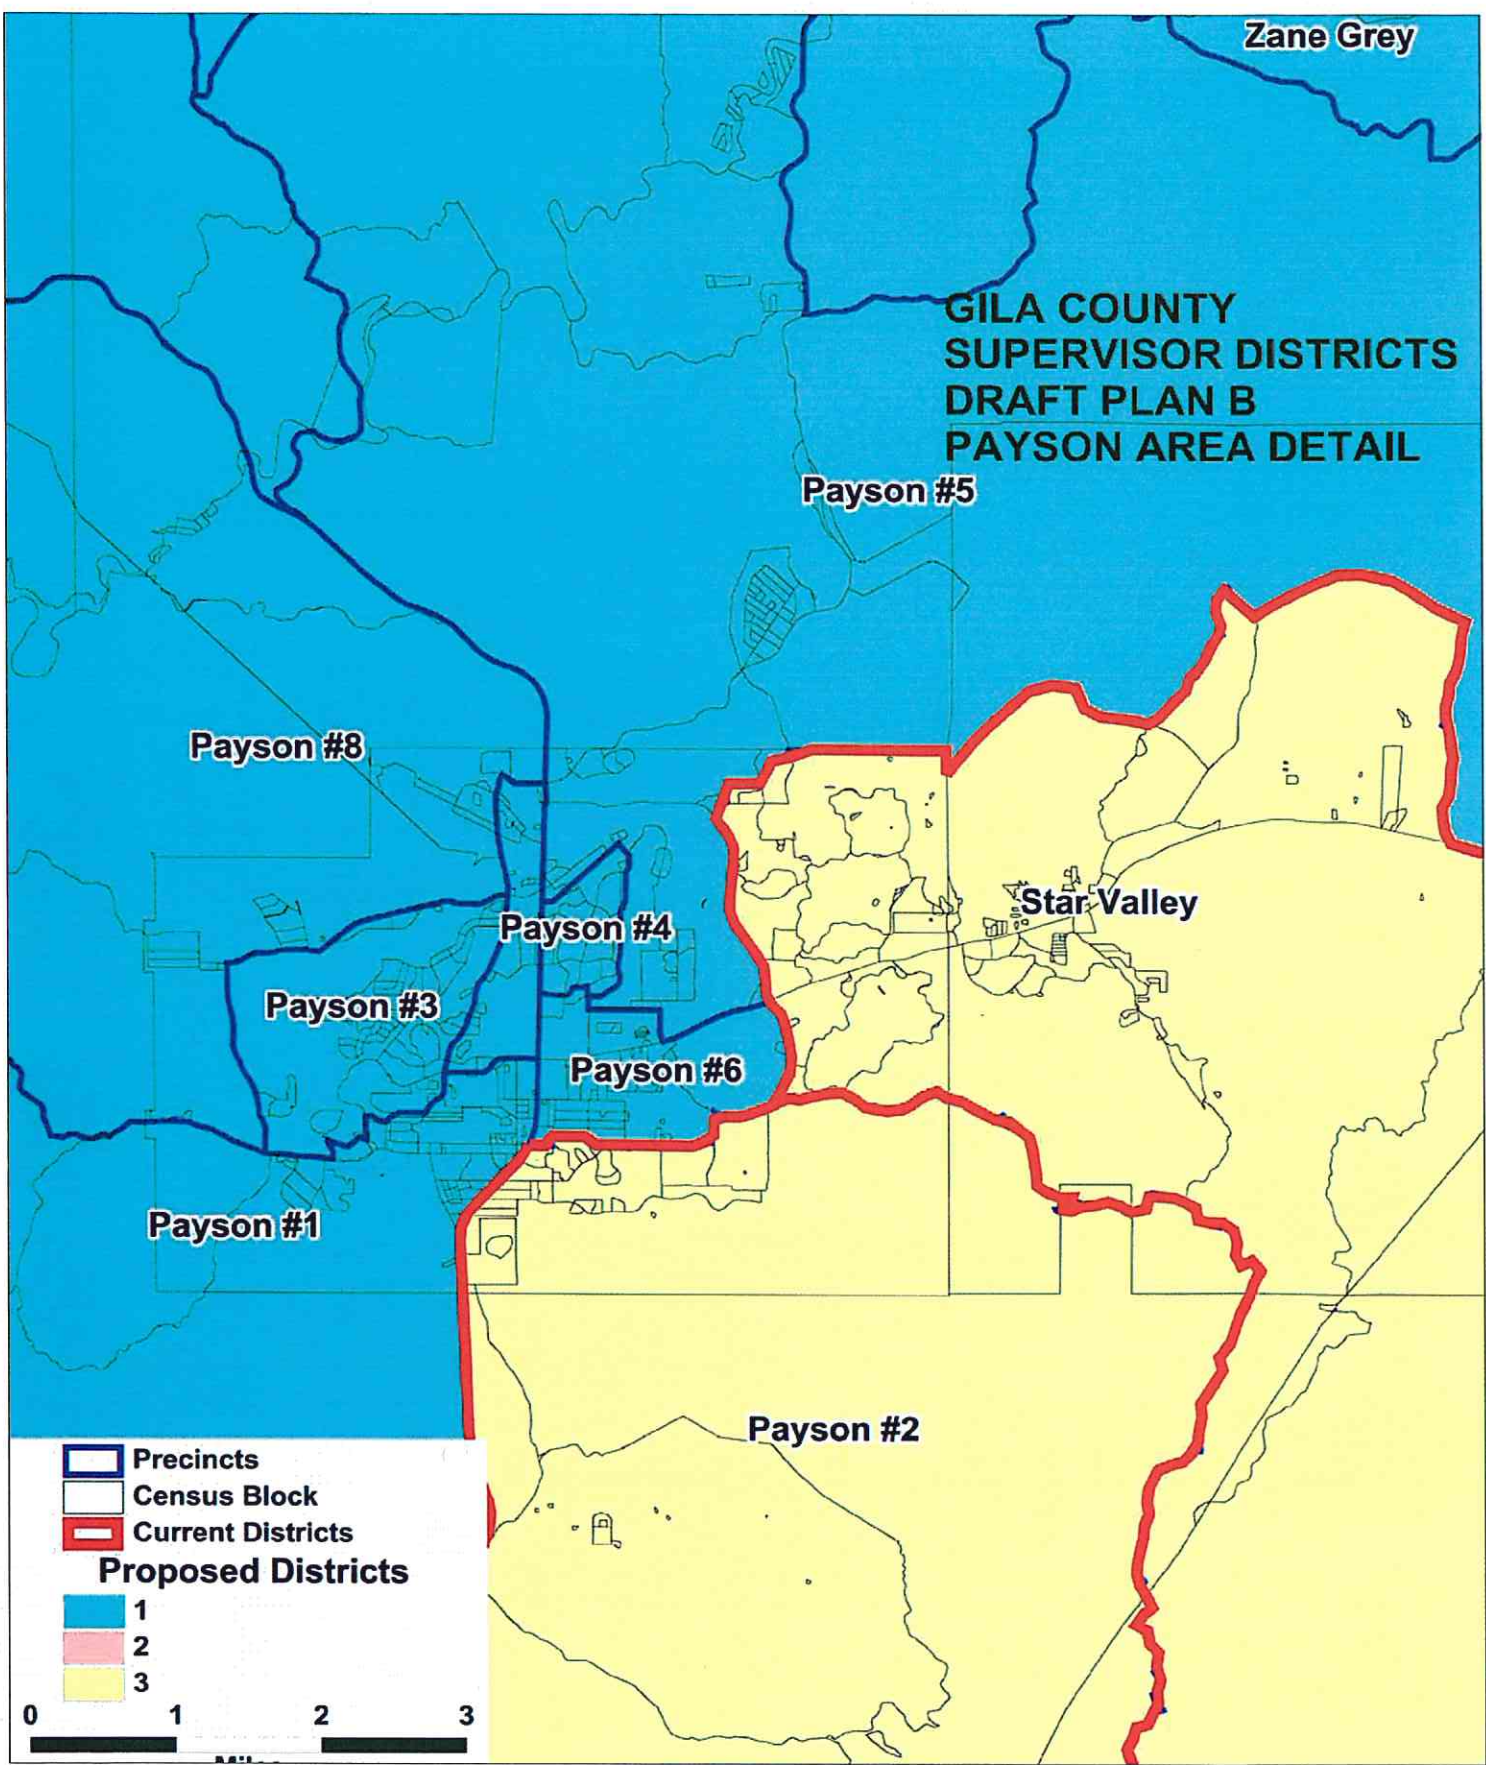 Zane Grey
GILA COUNTY
SUPERVISOR DISTRICTS
DRAFT PLAN B
PAYSON AREA DETAIL
Payson #5
Payson #8
Star Valley
Payson #4
Payson #3
Payson #6
Payson #1
Payson #2
Precincts
Census Block
Current Districts
Proposed Districts
1
2
3
0 1 2 3